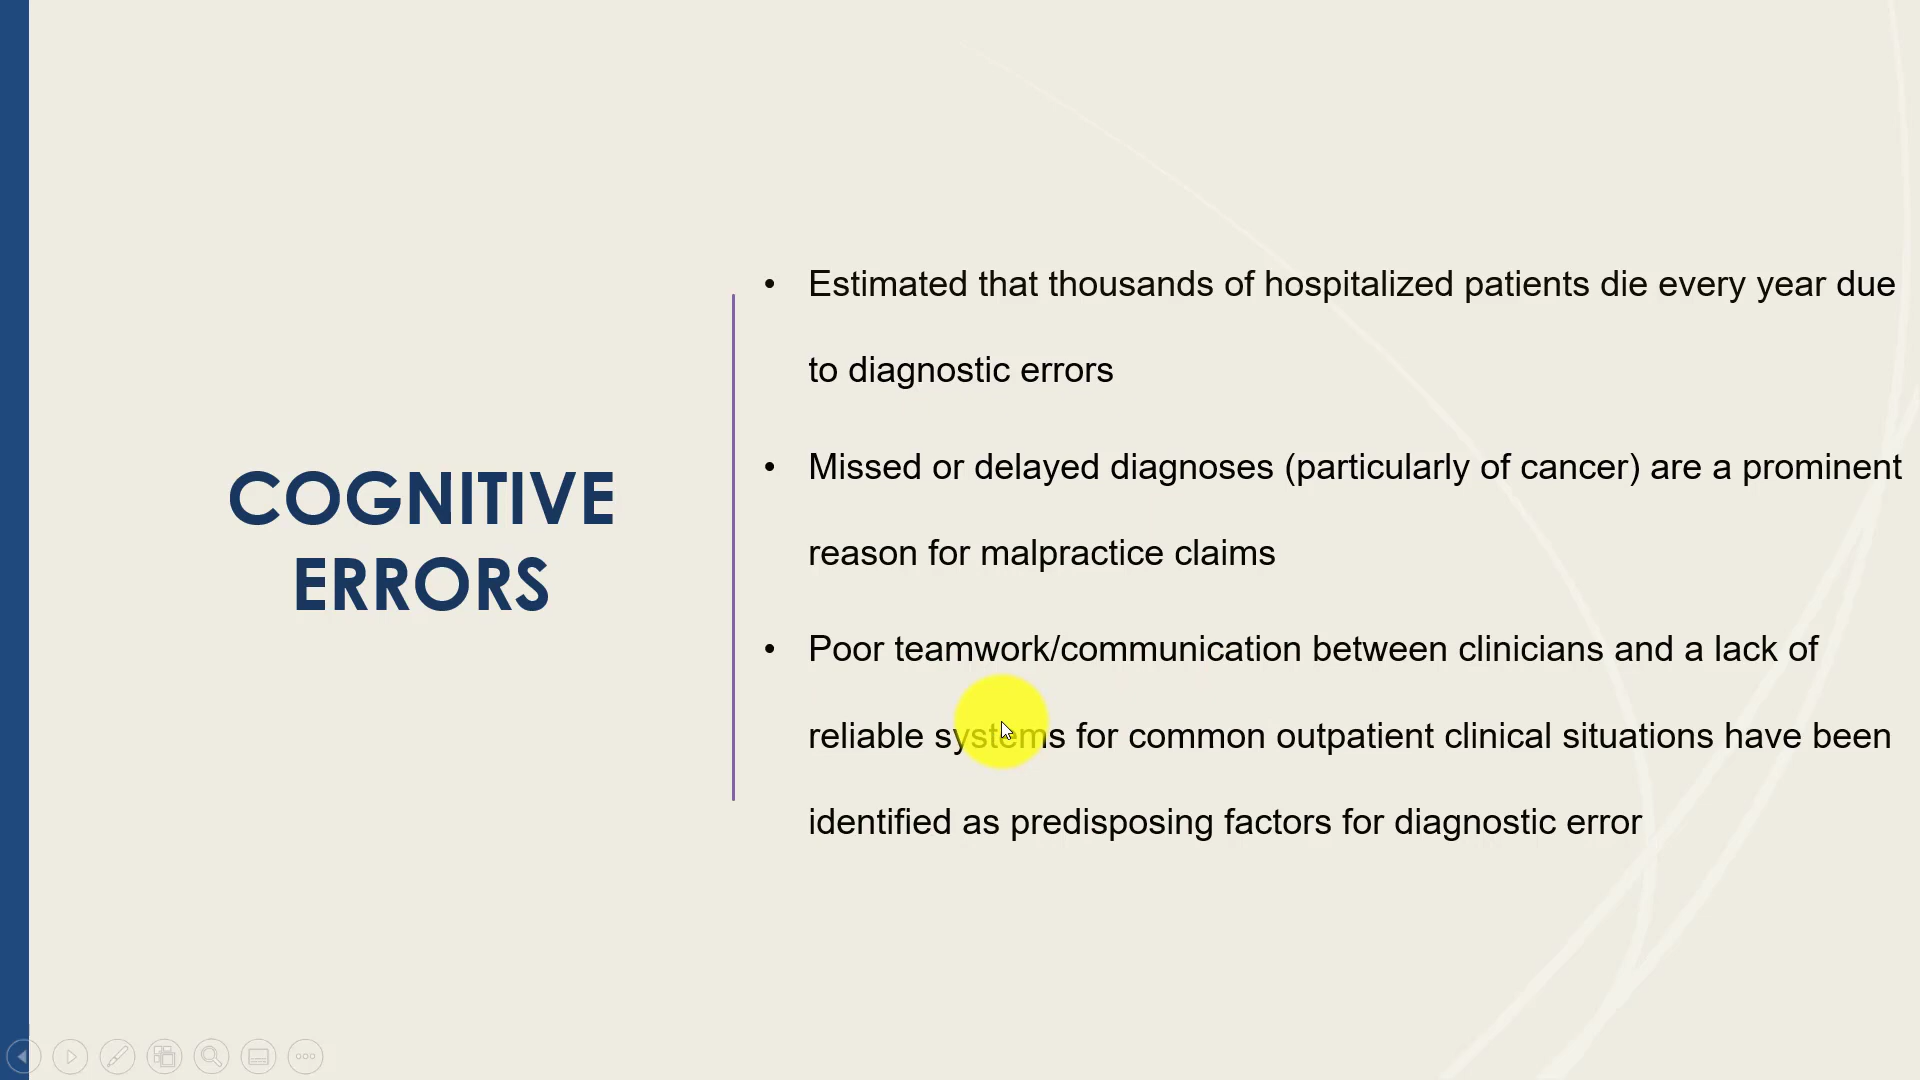 COGNITIVE
ERRORS
• Estimated that thousands of hospitalized patients die every year due
to diagnostic errors
• Missed or delayed diagnoses (particularly of cancer) are a prominent
reason for malpractice claims
• Poor teamwork/communication between clinicians and a lack of
reliable systems for common outpatient clinical situations have been
identified as predisposing factors for diagnostic error